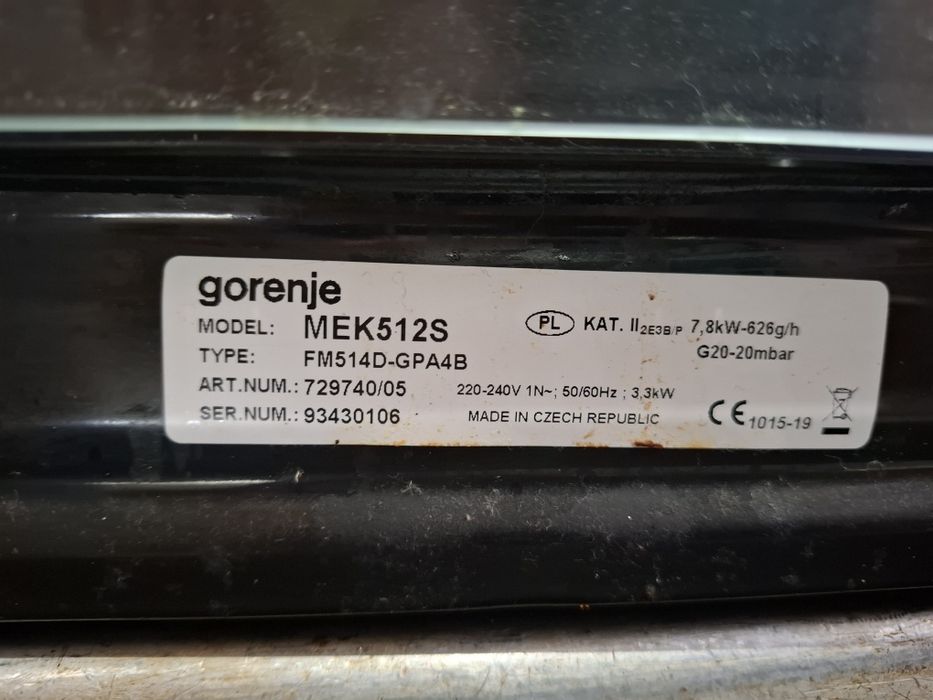 gorenje
MODEL: MEK512S
TYPE: FM514D-GPA4B
ART.NUM.: 729740/05
SER.NUM.: 93430106
PL KAT. II2E3B/P 7,8kW-626g/h
G20-20mbar
220-240V 1N~; 50/60Hz ; 3,3kW
MADE IN CZECH REPUBLIC
CE 1015-19